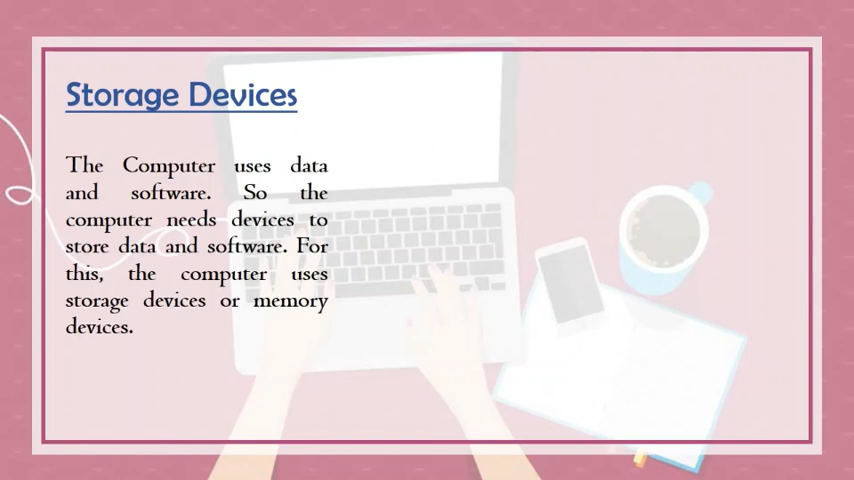 Storage Devices
The Computer uses data
and software. So the
computer needs devices to
store data and software. For
this, the computer uses
storage devices or memory
devices.